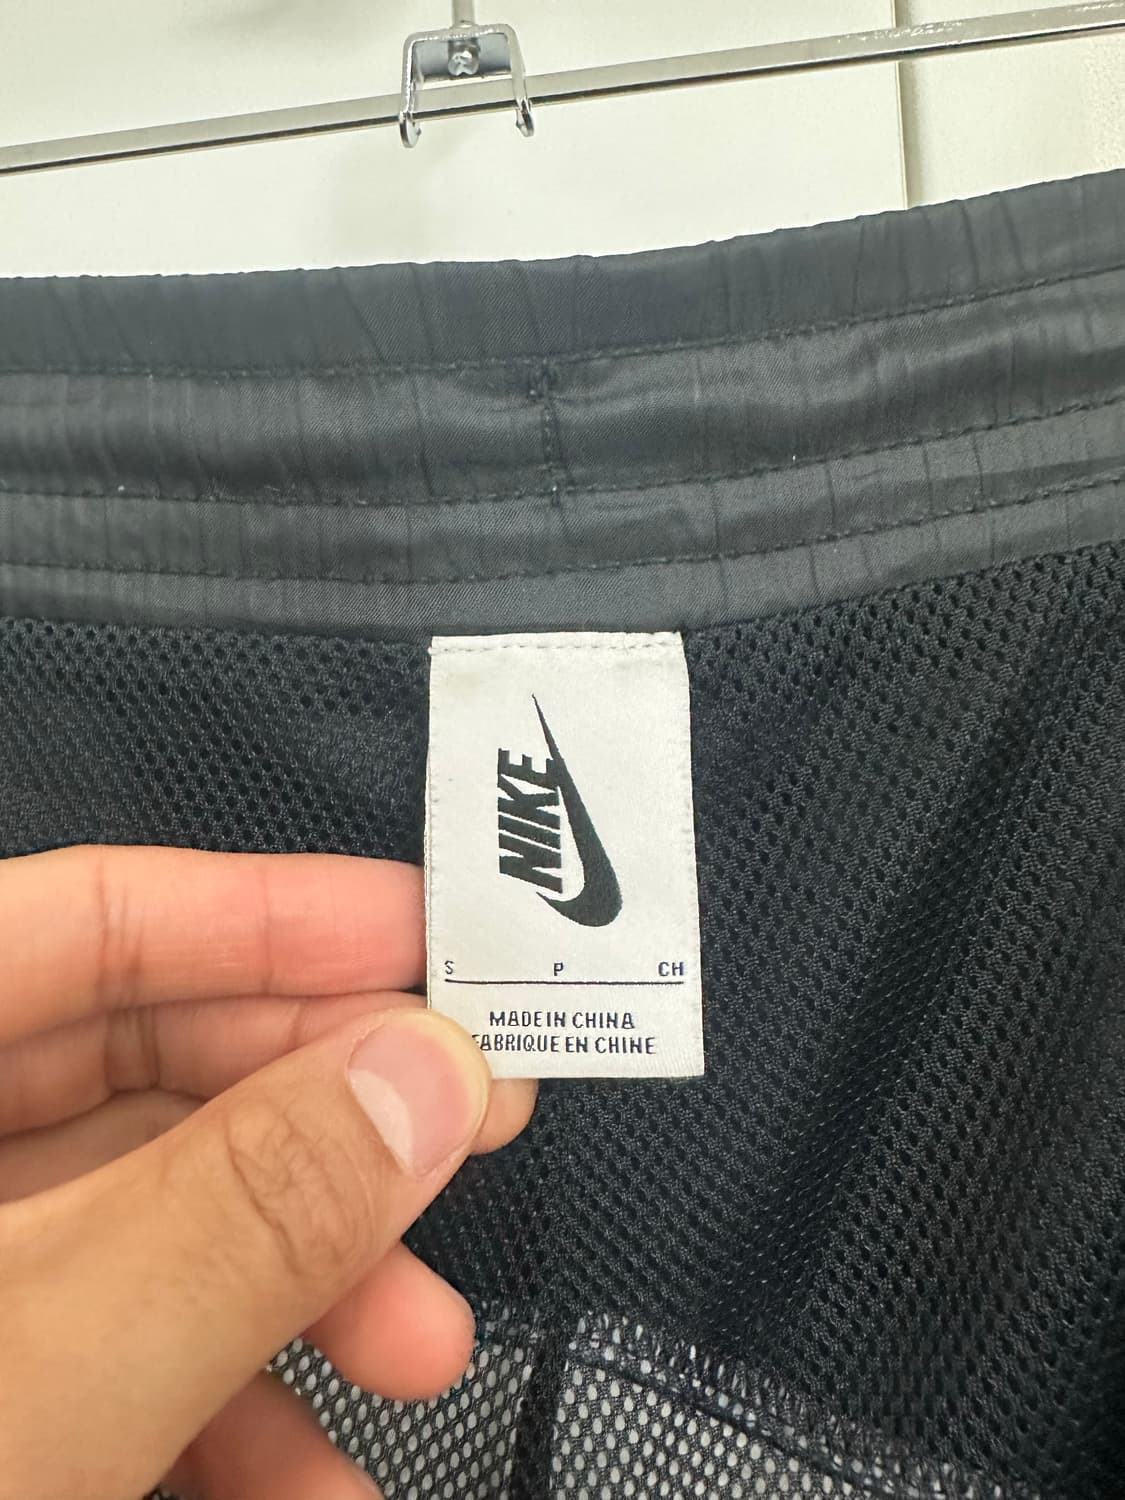 NIKE
S P CH
MADE IN CHINA
FABRIQUE EN CHINE